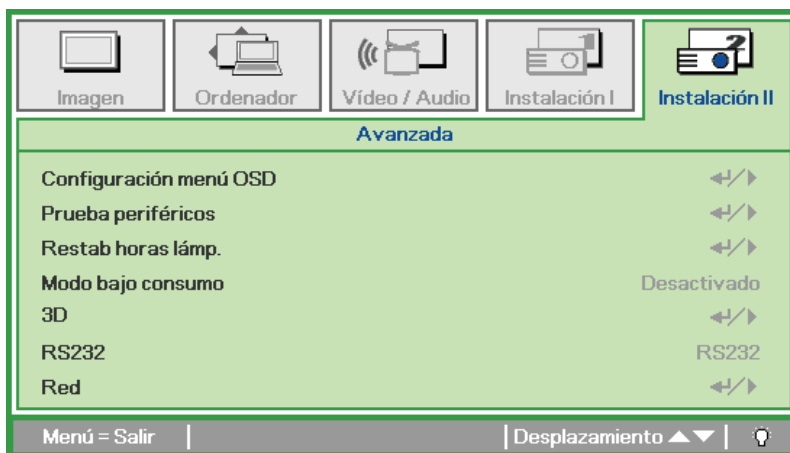 Imagen
Ordenador
Vídeo / Audio
Instalación I
Instalación II
Avanzada
Configuración menú OSD
Prueba periféricos
Restab horas lámp.
Modo bajo consumo Desactivado
3D
RS232 RS232
Red
Menú = Salir Desplazamiento